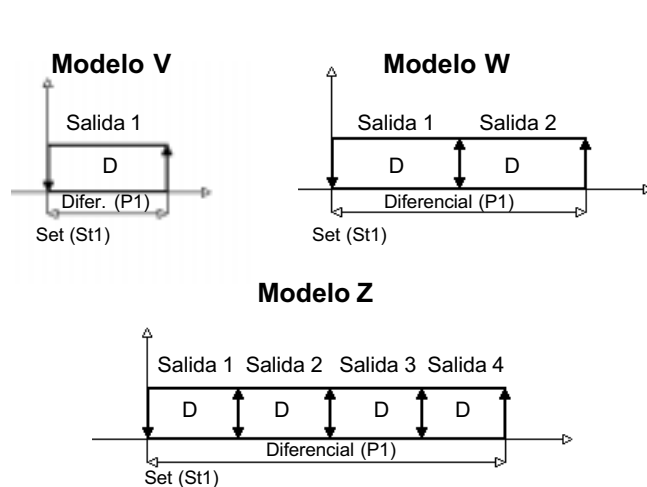 Modelo V
Salida 1
D
Difer. (P1)
Set (St1)
Modelo W
Salida 1 Salida 2
D D
Diferencial (P1)
Set (St1)
Modelo Z
Salida 1 Salida 2 Salida 3 Salida 4
D D D D
Diferencial (P1)
Set (St1)